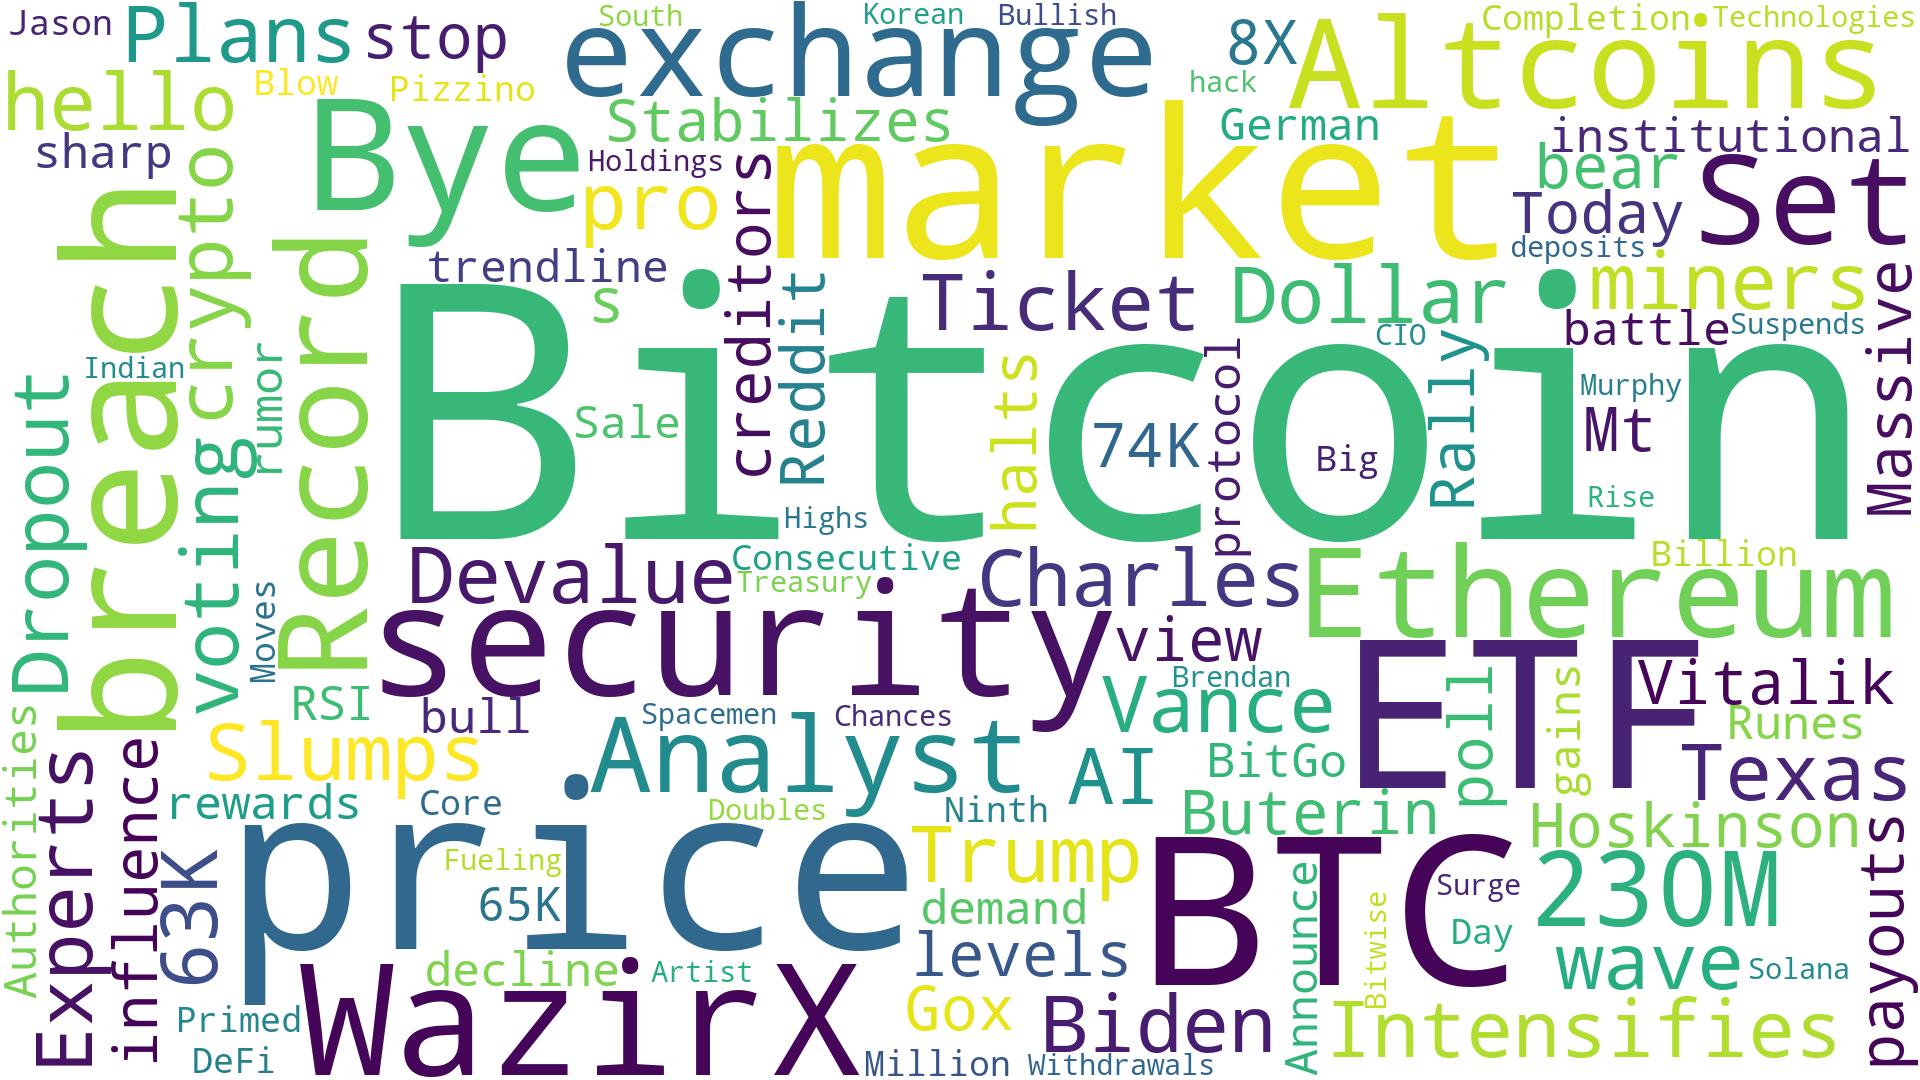 Jason
Plans
stop
South
Korean
Bullish
exchange
8X
Completion
Technologies
Altcoins
hello
Blow
Pizzino
hack
sharp
Bye
Stabilizes
German
institutional
Holdings
pro
market
bear
Set
Today
deposits
breach
crypto
Record
trendline
s
creditors
Reddit
Ticket
Dollar
miners
Massive
Indian
rumor
Bitcoin
CIO
battle
Suspends
Dropout
voting
Sale
halts
74K
protocol
Big
Rally
Murphy
Mt
Rise
Highs
Devalue
Consecutive
Treasury
Charles
Ethereum
Billion
Moves
security
view
RSI
bull
Spacemen
Chances
Brendan
Vance
ETF
poll
gains
Vitalik
Runes
Authorities
Experts
influence
Slumps
Analyst
AI
BitGo
Texas
rewards
Core
Doubles
Ninth
Buterin
Hoskinson
63K
price
Fueling
65K
Trump
demand
BTC
Surge
Day
230M
payouts
decline
Artist
levels
Announce
Bitwise
wave
Solana
Primed
DeFi
WazirX
Gox
Biden
Intensifies
Million
Withdrawals